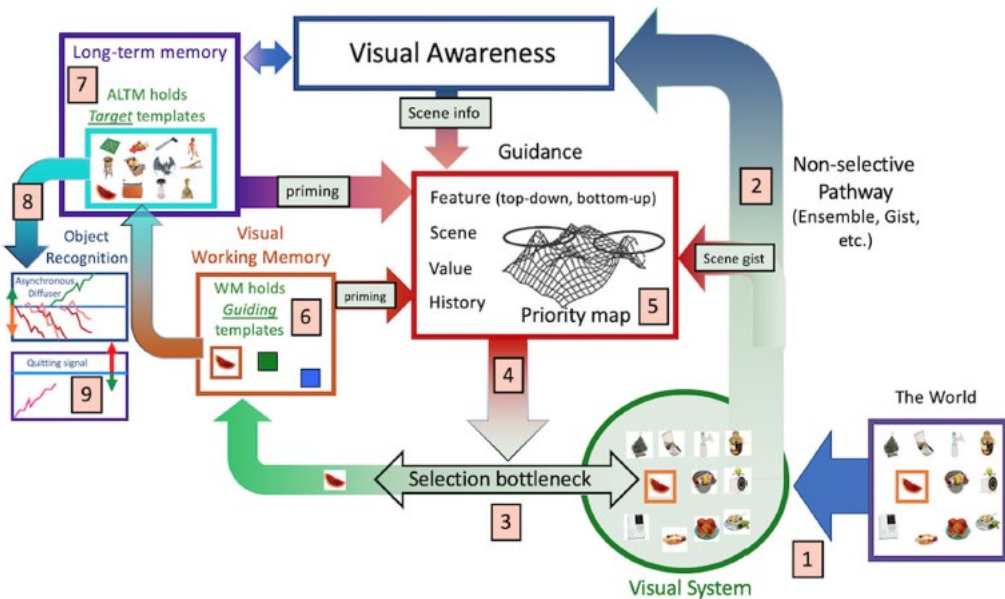 Visual Awareness
Long-term memory
7
ALTM holds
Target templates
8
Object
Recognition
Asynchronous
Diffuser
Quitting signal
9
Scene info
priming
Visual
Working Memory
WM holds
Guiding
templates
6
priming
Guidance
Feature (top-down, bottom-up)
Scene
Value
History
Priority map
5
Scene gist
2
Non-selective
Pathway
(Ensemble, Gist,
etc.)
4
Selection bottleneck
3
Visual System
1
The World